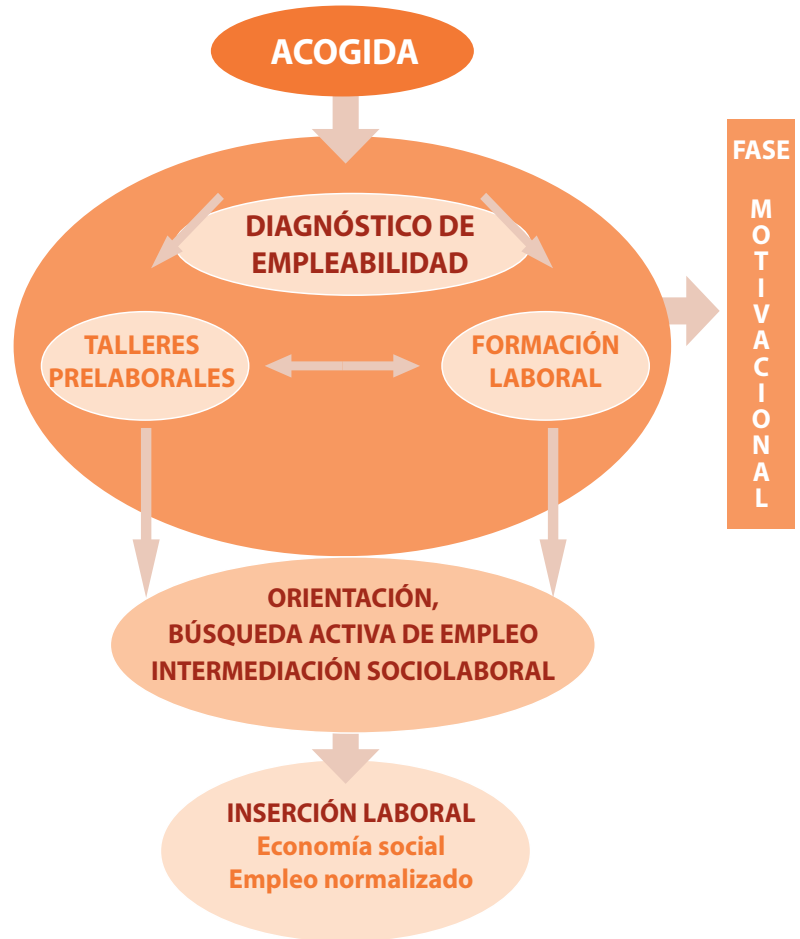 ACOGIDA
DIAGNÓSTICO DE
EMPLEABILIDAD
TALLERES
PRELABORALES
FORMACIÓN
LABORAL
FASE
MOTIVACIONAL
ORIENTACIÓN,
BÚSQUEDA ACTIVA DE EMPLEO
INTERMEDIACIÓN SOCIOLABORAL
INSERCIÓN LABORAL
Economía social
Empleo normalizado